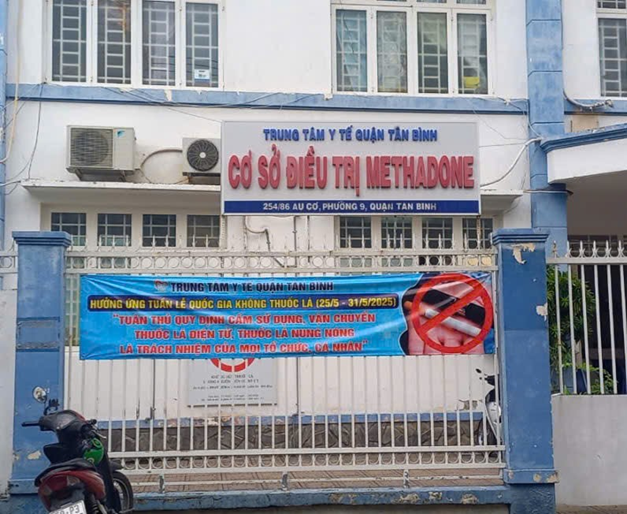 TRUNG TÂM Y TẾ QUẬN TÂN BÌNH
CƠ SỞ ĐIỀU TRỊ METHADONE
254/86 ÂU CƠ, PHƯỜNG 9, QUẬN TÂN BÌNH
TRUNG TÂM Y TẾ QUẬN TÂN BÌNH
HƯỞNG ỨNG TUẦN LỄ QUỐC GIA KHÔNG THUỐC LÁ (25/5 - 31/5/2025)
"TUÂN THỦ QUY ĐỊNH CẤM SỬ DỤNG, VẬN CHUYỂN
THUỐC LÁ ĐIỆN TỬ, THUỐC LÁ NUNG NÓNG
LÀ TRÁCH NHIỆM CỦA MỌI TỔ CHỨC, CÁ NHÂN"